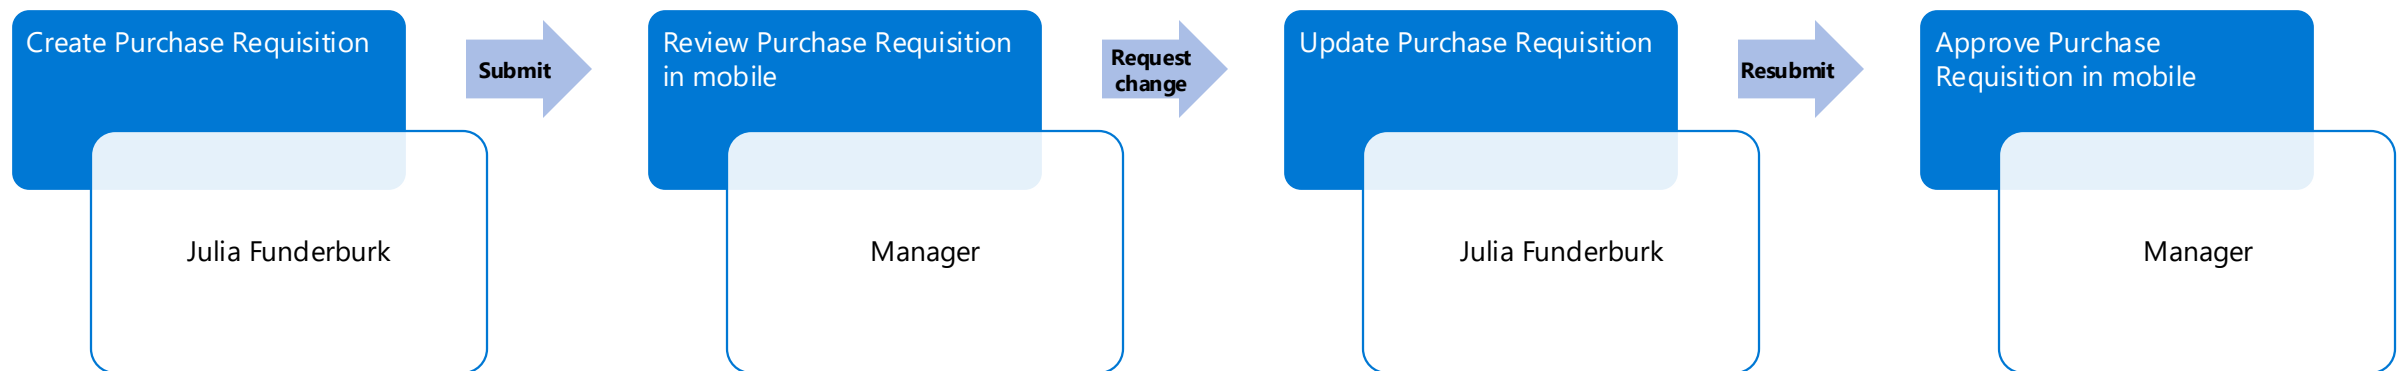 Create Purchase Requisition
Julia Funderburk
Submit
Review Purchase Requisition
in mobile
Manager
Request
change
Update Purchase Requisition
Julia Funderburk
Resubmit
Approve Purchase
Requisition in mobile
Manager